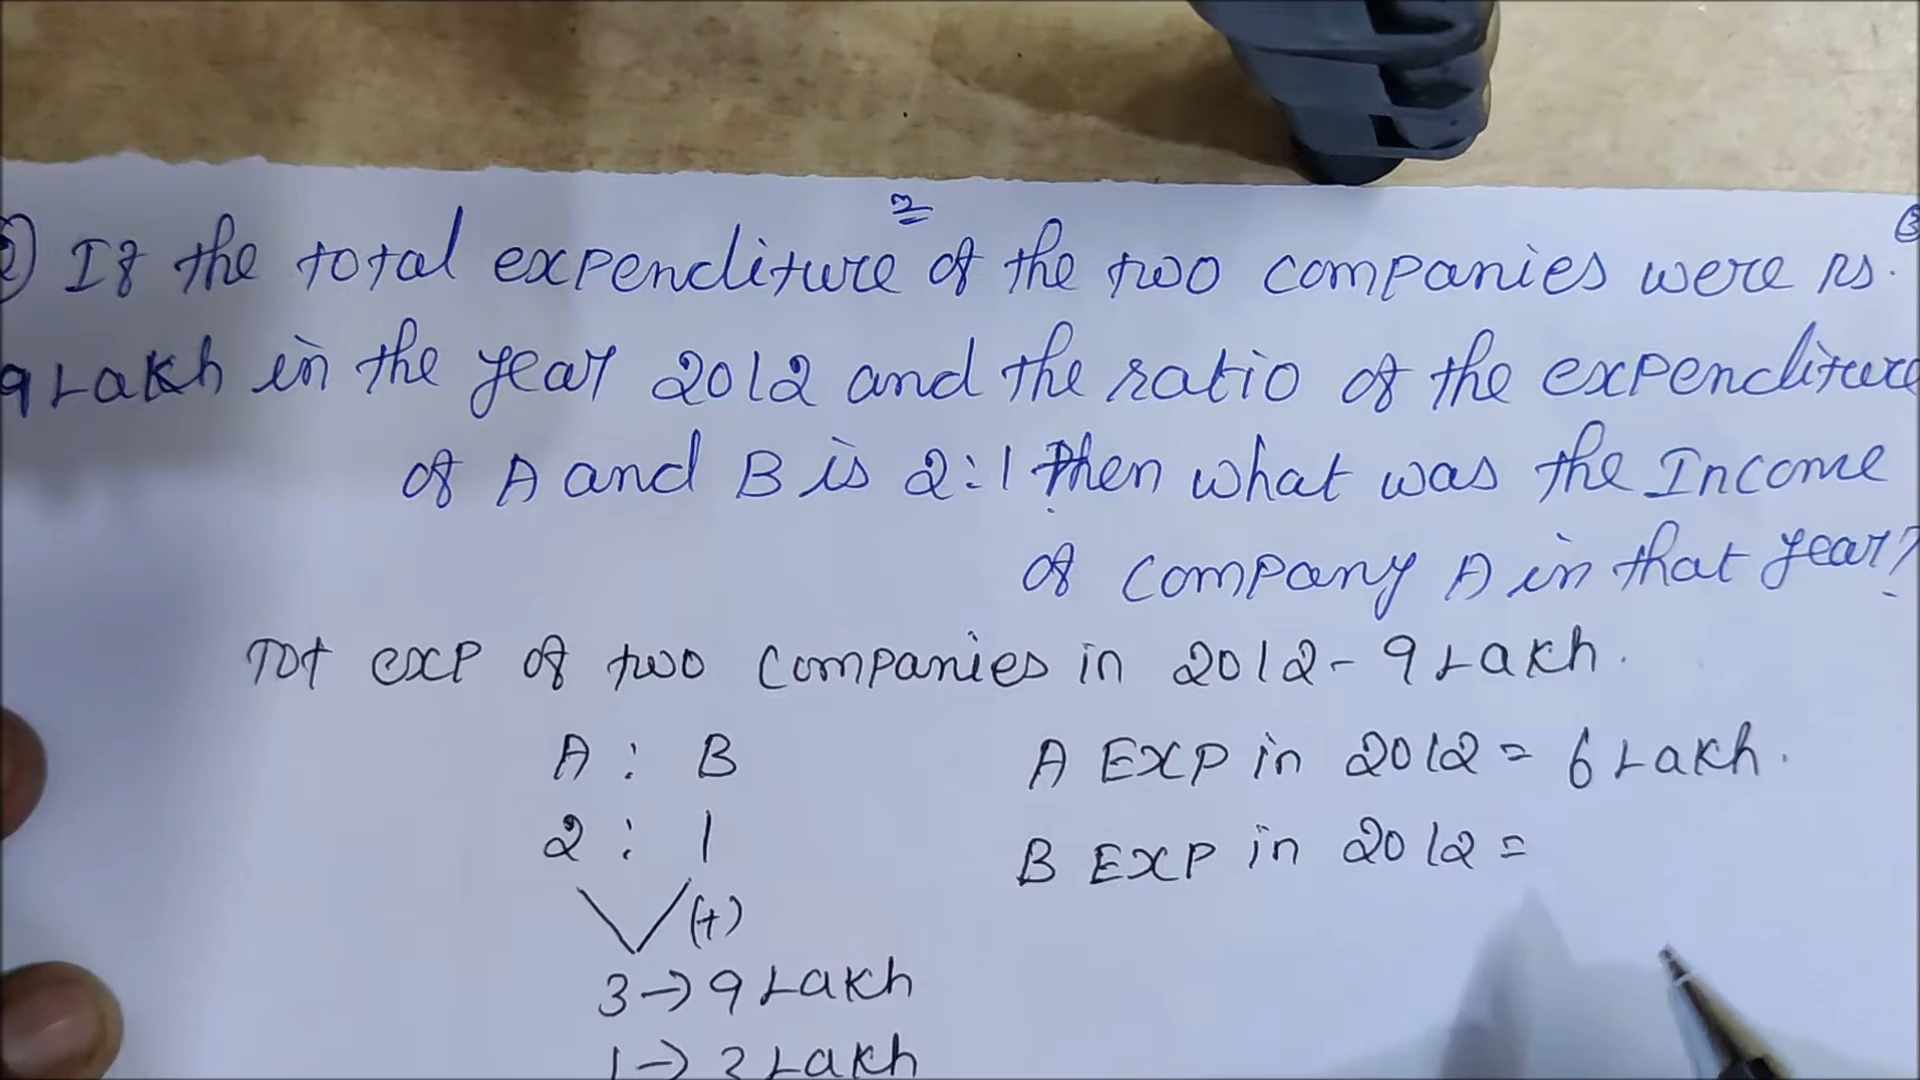 2) If the total expenditure of the two companies were rs.
9 Lakh in the year 2012 and the ratio of the expenditure
of A and B is 2:1 then what was the Income
of company A in that year?
Tot exp of two companies in 2012 - 9 Lakh.
A : B
2 : 1
(+)
3 → 9 Lakh
1 → 3 Lakh
A Exp in 2012 = 6 Lakh.
B Exp in 2012 =